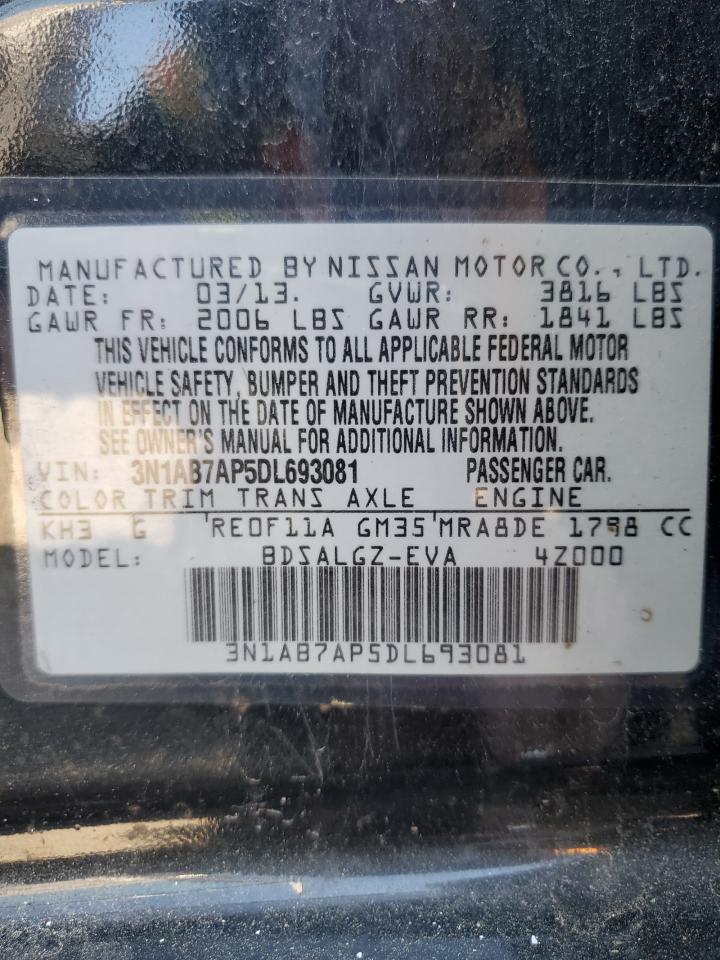 MANUFACTURED BY NISSAN MOTOR CO., LTD.
DATE: 03/13. GVWR: 3816 LBS
GAWR FR: 2006 LBS GAWR RR: 1841 LBS
THIS VEHICLE CONFORMS TO ALL APPLICABLE FEDERAL MOTOR
VEHICLE SAFETY, BUMPER AND THEFT PREVENTION STANDARDS
IN EFFECT ON THE DATE OF MANUFACTURE SHOWN ABOVE.
SEE OWNER'S MANUAL FOR ADDITIONAL INFORMATION.
VIN: 3N1AB7AP5DL693081 PASSENGER CAR.
COLOR TRIM TRANS AXLE ENGINE
KH3 G RE0F11A GM35 MRA8DE 1798 CC
MODEL: BDSALGZ-EVA 4Z000
3N1AB7AP5DL693081